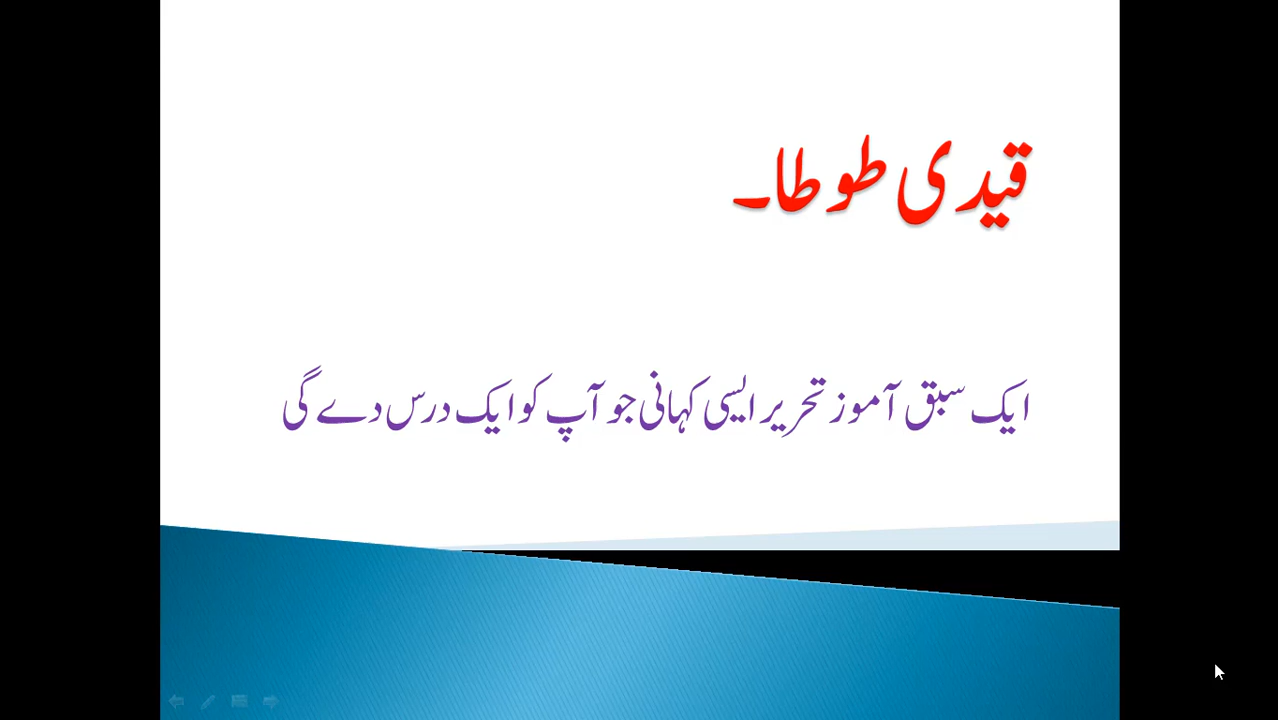 قیدی طوطا۔
ایک سبق آموز تحریر ایسی کہانی جو آپ کو ایک درس دے گی